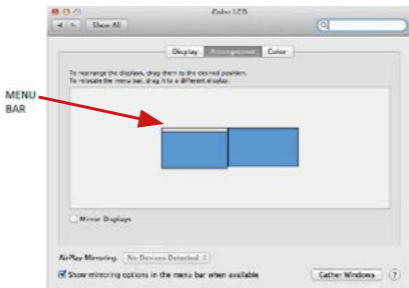 Color LCD
Show All
Display Arrangement Color
To rearrange the displays, drag them to the desired position.
To relocate the menu bar, drag it to a different display.
MENU
BAR
Mirror Displays
AirPlay Mirroring: No Devices Detected
Show mirroring options in the menu bar when available
Gather Windows ?